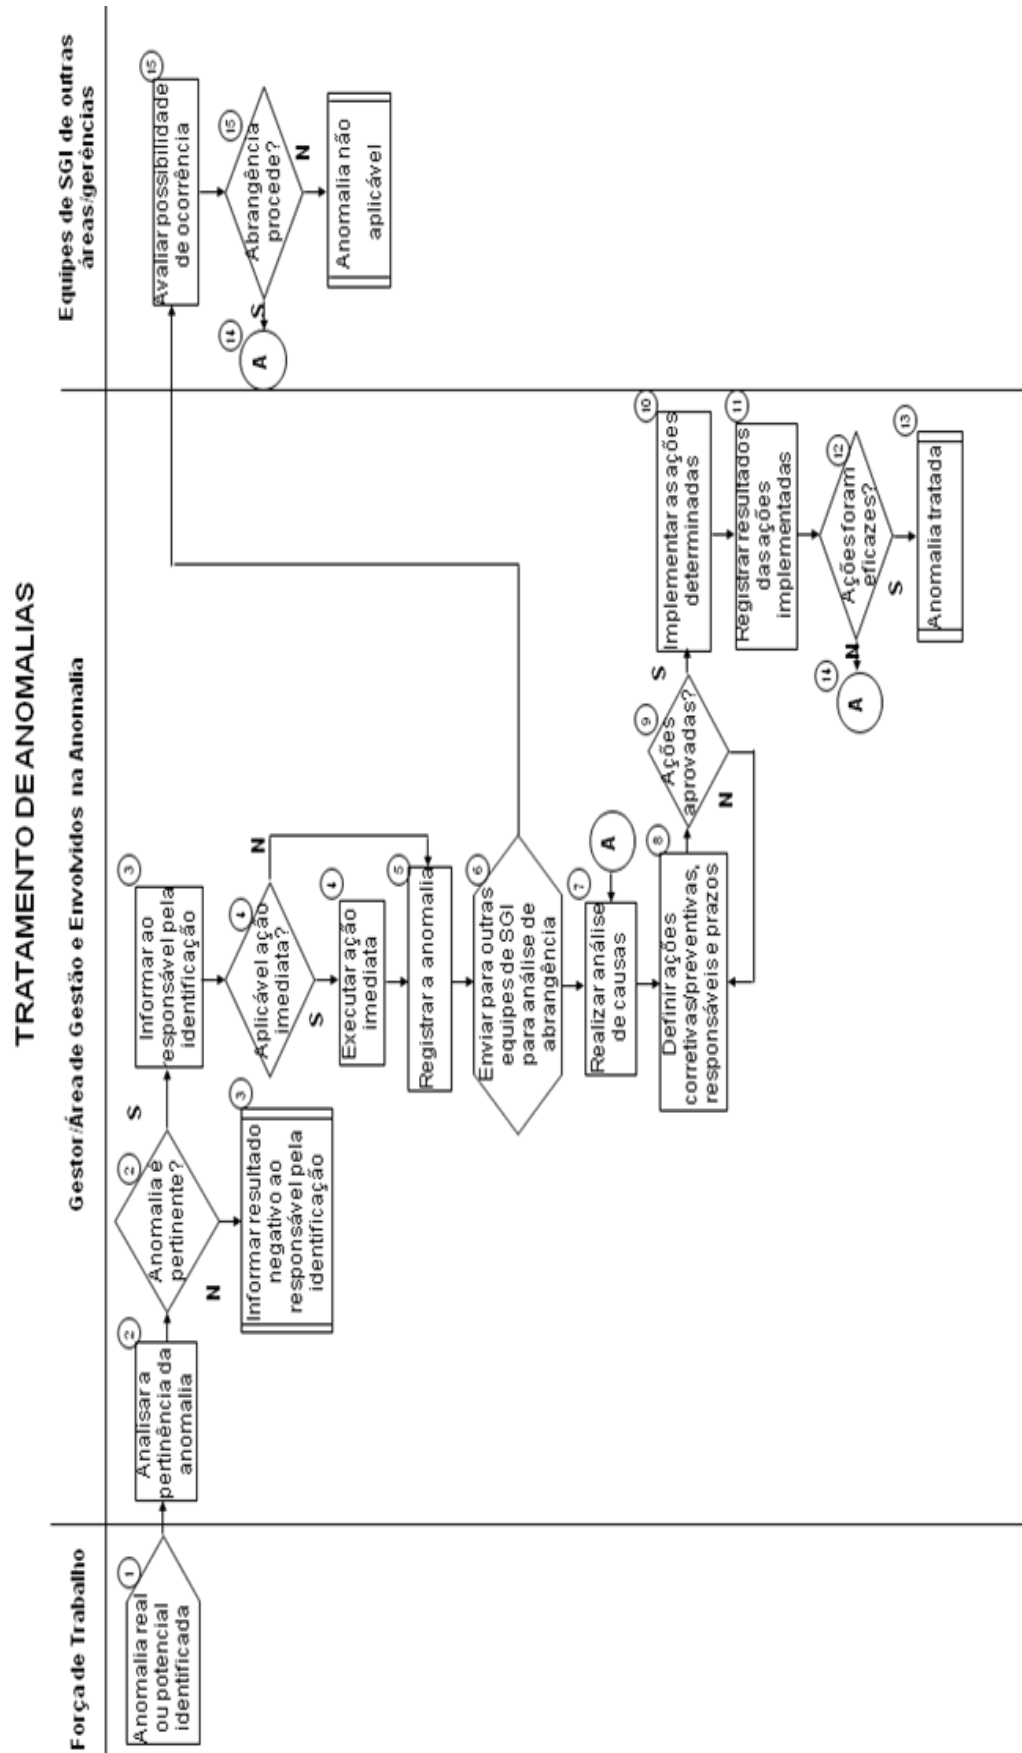 TRATAMENTO DE ANOMALIAS
Força de Trabalho
Gestor/Área de Gestão e Envolvidos na Anomalia
Equipes de SGI de outras
áreas/gerências
1
Anomalia real
ou potencial
identificada
2
Analisar a
pertinência da
anomalia
2
Anomalia é
pertinente?
S
N
3
Informar ao
responsável pela
identificação
3
Informar resultado
negativo ao
responsável pela
identificação
4
Aplicável ação
imediata?
N
S
4
Executar ação
imediata
5
Registrar a anomalia
6
Enviar para outras
equipes de SGI
para análise de
abrangência
7
Realizar análise
de causas
A
8
Definir ações
corretivas/preventivas,
responsáveis e prazos
9
Ações
aprovadas?
S
N
10
Implementar as ações
determinadas
11
Registrar resultados
das ações
implementadas
12
Ações foram
eficazes?
N
S
14
A
13
Anomalia tratada
15
Avaliar possibilidade
de ocorrência
15
Abrangência
procede?
S
N
14
A
Anomalia não
aplicável